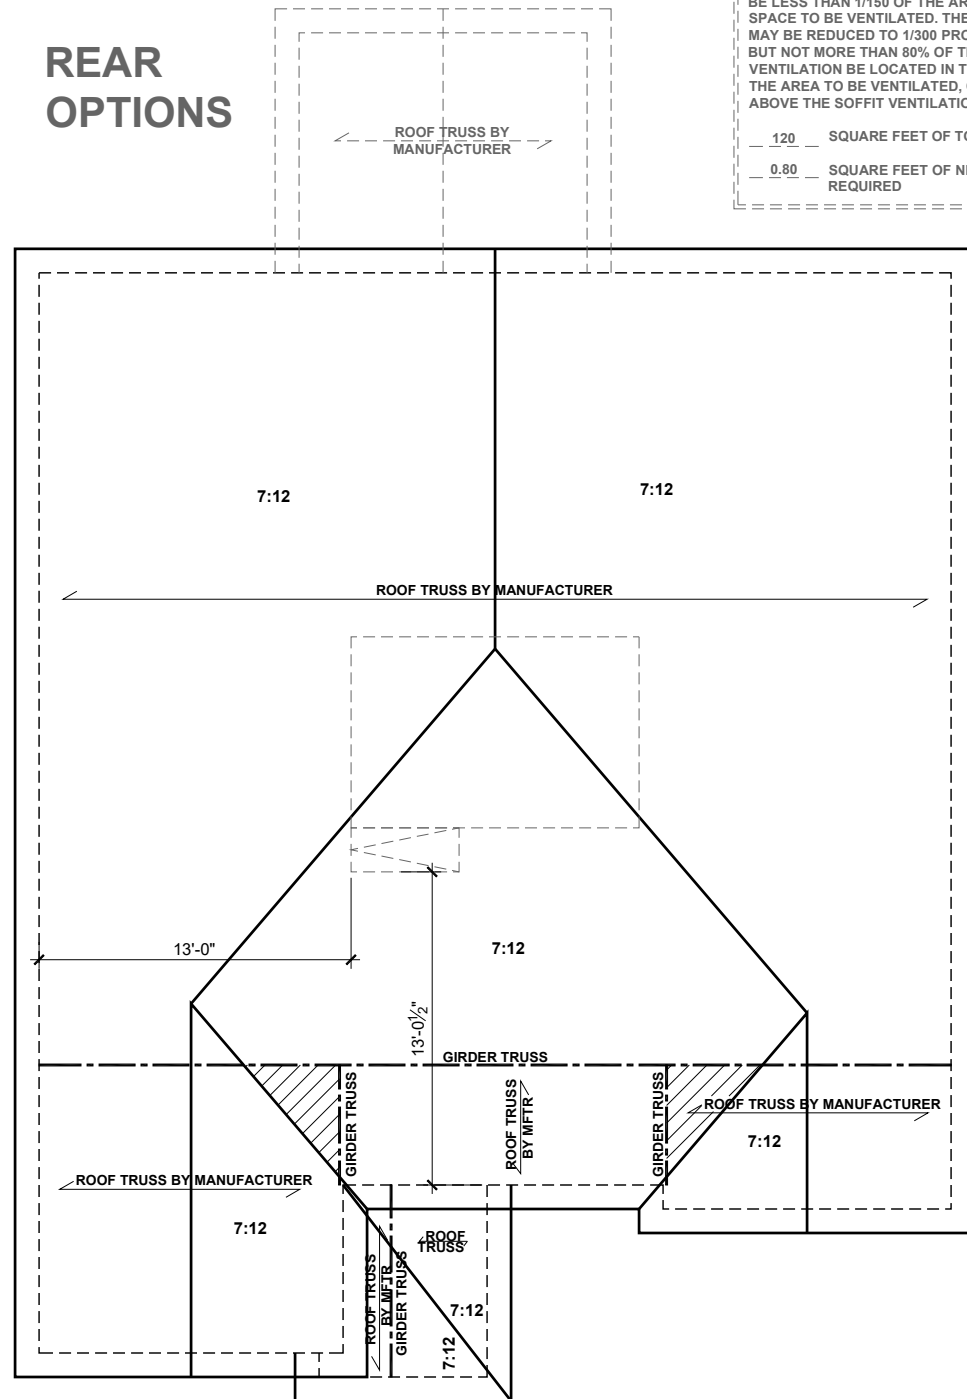 REAR
OPTIONS
BE LESS THAN 1/150 OF THE
SPACE TO BE VENTILATED. THE
MAY BE REDUCED TO 1/300
BUT NOT MORE THAN 80% OF
VENTILATION BE LOCATED IN
THE AREA TO BE VENTILATED,
ABOVE THE SOFFIT
120 SQUARE FEET OF
0.80 SQUARE FEET OF
REQUIRED
ROOF TRUSS BY
MANUFACTURER
7:12
7:12
ROOF TRUSS BY MANUFACTURER
13'-0"
7:12
13'-0½"
GIRDER TRUSS
GIRDER TRUSS
ROOF TRUSS
BY MFTR
GIRDER TRUSS
ROOF TRUSS BY MANUFACTURER
7:12
ROOF TRUSS BY MANUFACTURER
7:12
ROOF TRUSS
BY MFTR
GIRDER TRUSS
ROOF
TRUSS
7:12
7:12